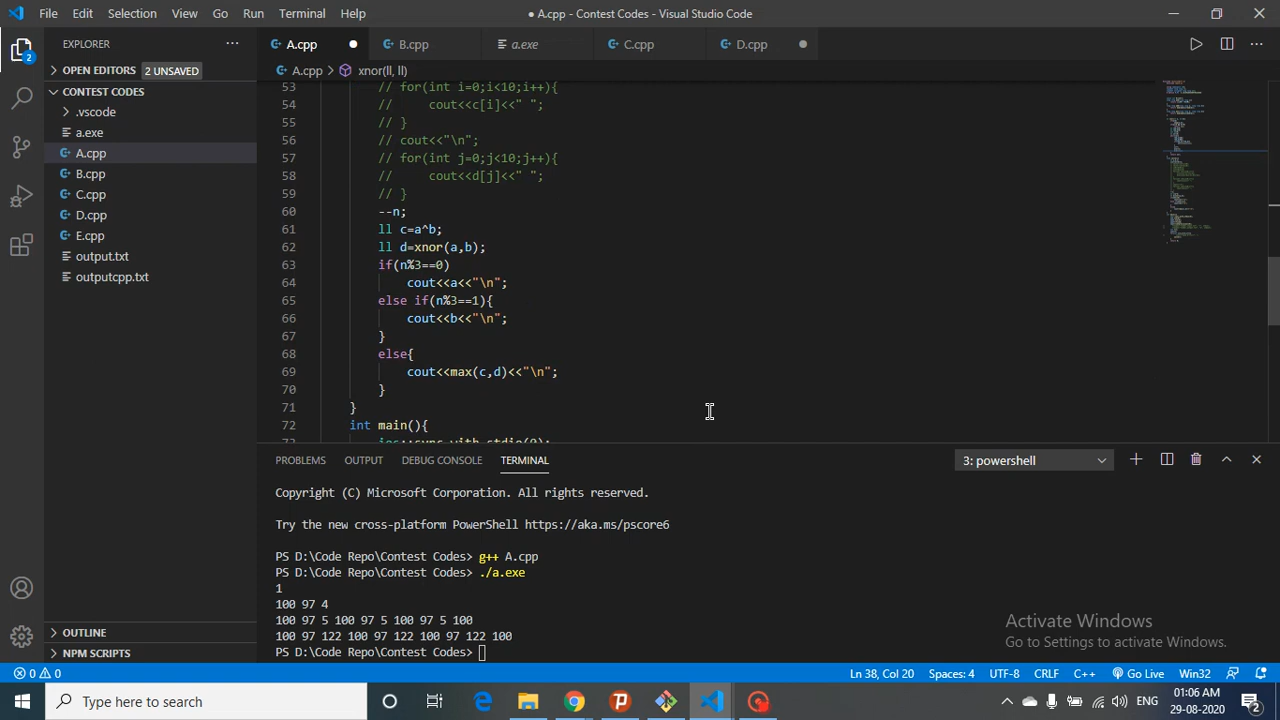 File Edit Selection View Go Run Terminal Help ● A.cpp - Contest Codes - Visual Studio Code
EXPLORER
A.cpp B.cpp a.exe C.cpp D.cpp
OPEN EDITORS 2 UNSAVED
A.cpp > xnor(ll, ll)
CONTEST CODES
.vscode
a.exe
A.cpp
B.cpp
C.cpp
D.cpp
E.cpp
output.txt
outputcpp.txt
OUTLINE
NPM SCRIPTS
2
53 // for(int i=0;i<10;i++){
54 //     cout<<c[i]<<" ";
55 // }
56 // cout<<"\n";
57 // for(int j=0;j<10;j++){
58 //     cout<<d[j]<<" ";
59 // }
60 --n;
61 ll c=a^b;
62 ll d=xnor(a,b);
63 if(n%3==0)
64     cout<<a<<"\n";
65 else if(n%3==1){
66     cout<<b<<"\n";
67 }
68 else{
69     cout<<max(c,d)<<"\n";
70 }
71 }
72 int main(){
73 ios::sync_with_stdio(0);
PROBLEMS OUTPUT DEBUG CONSOLE TERMINAL 3: powershell
Copyright (C) Microsoft Corporation. All rights reserved.
Try the new cross-platform PowerShell https://aka.ms/pscore6
PS D:\Code Repo\Contest Codes> g++ A.cpp
PS D:\Code Repo\Contest Codes> ./a.exe
1
100 97 4
100 97 5 100 97 5 100 97 5 100
100 97 122 100 97 122 100 97 122 100
PS D:\Code Repo\Contest Codes>
Activate Windows
Go to Settings to activate Windows.
0 0 Ln 38, Col 20 Spaces: 4 UTF-8 CRLF C++ Go Live Win32
Type here to search
ENG
01:06 AM
29-08-2020
2